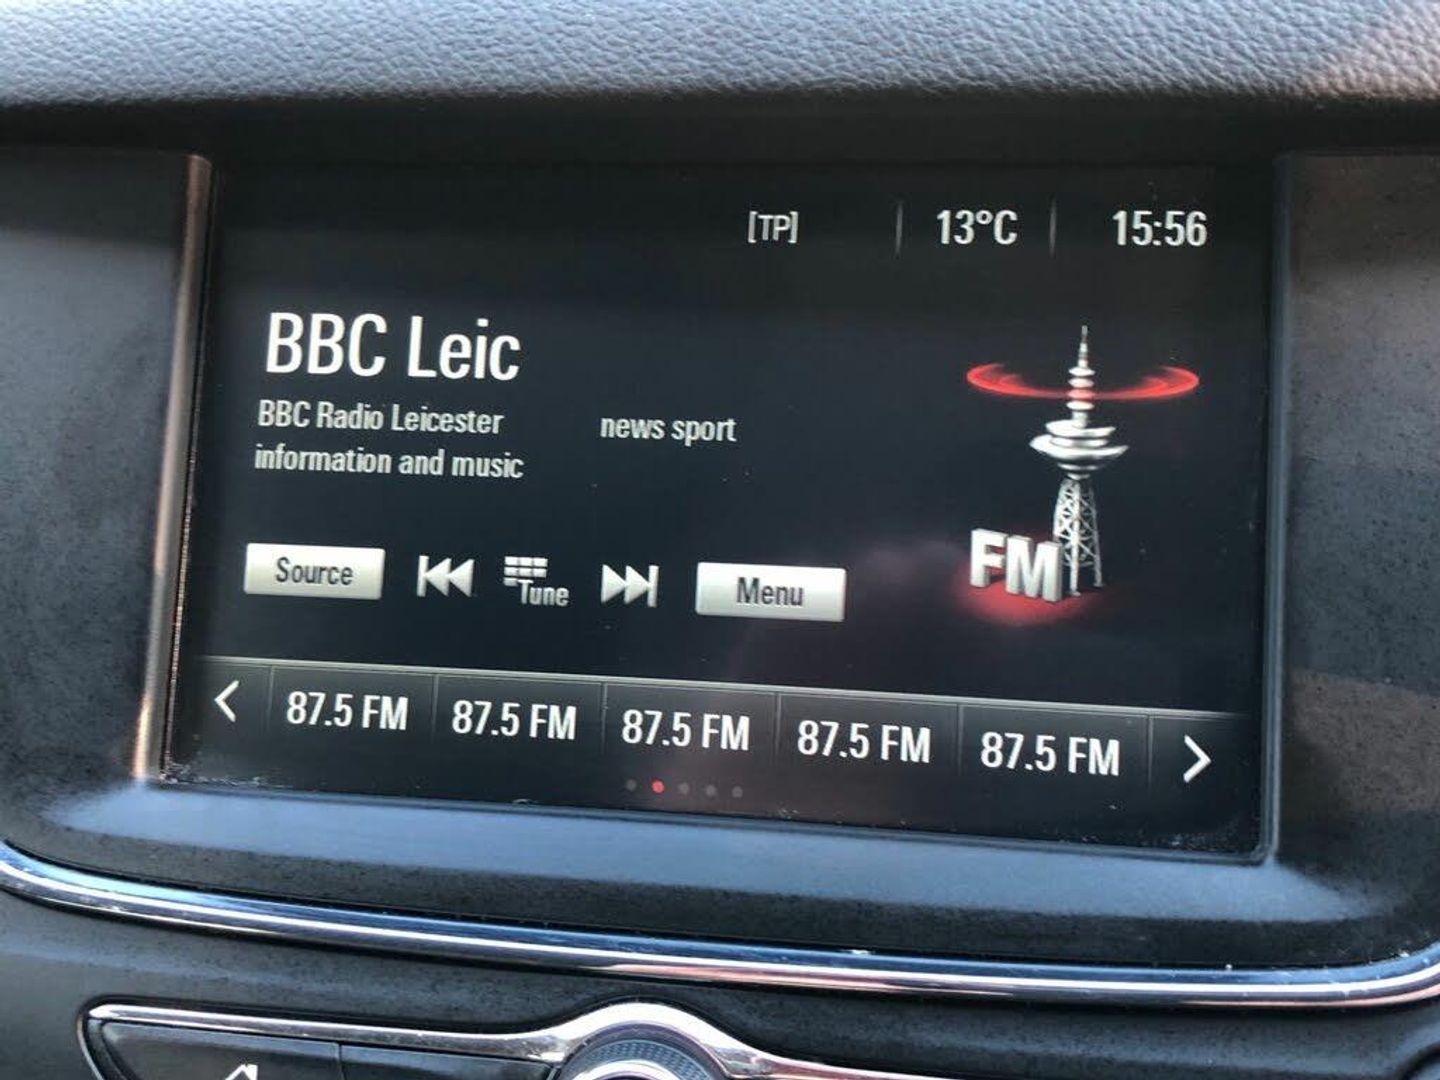 [TP] 13°C 15:56
BBC Leic
BBC Radio Leicester news sport
information and music
Source Tune Menu
FM
87.5 FM 87.5 FM 87.5 FM 87.5 FM 87.5 FM